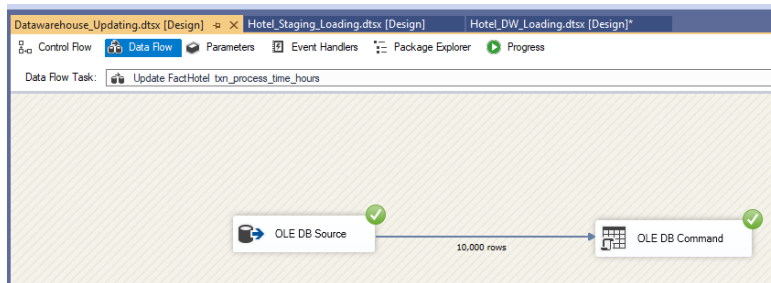 Datawarehouse_Updating.dtsx [Design] Hotel_Staging_Loading.dtsx [Design] Hotel_DW_Loading.dtsx [Design]*
Control Flow Data Flow Parameters Event Handlers Package Explorer Progress
Data Flow Task: Update FactHotel txn_process_time_hours
OLE DB Source
10,000 rows
OLE DB Command